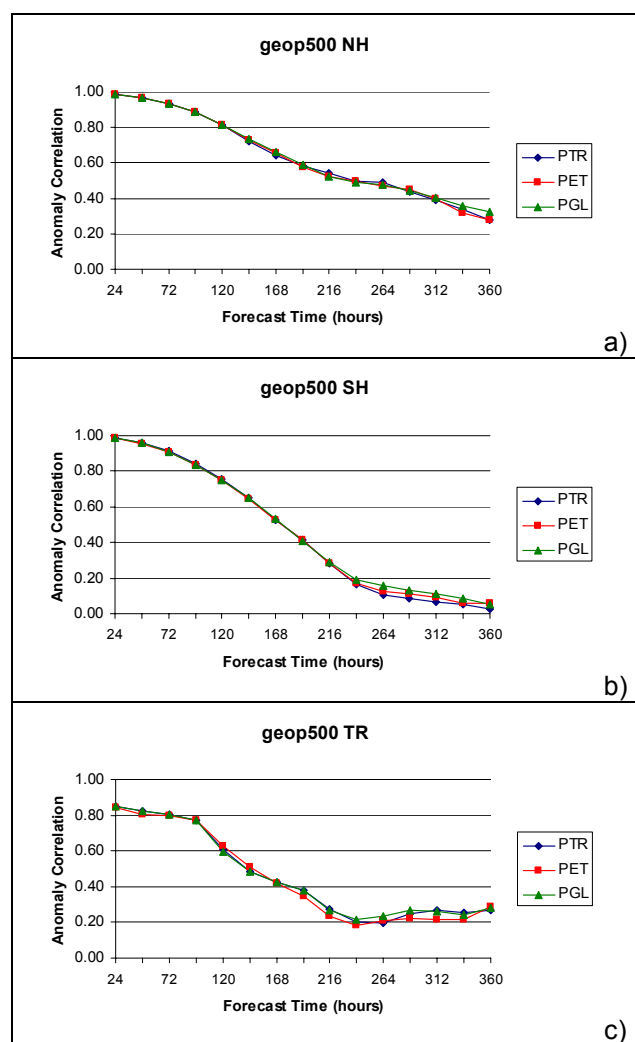 geop500 NH
Anomaly Correlation
1.00
0.80
0.60
0.40
0.20
0.00
24 72 120 168 216 264 312 360
Forecast Time (hours)
PTR
PET
PGL
a)
geop500 SH
Anomaly Correlation
1.00
0.80
0.60
0.40
0.20
0.00
24 72 120 168 216 264 312 360
Forecast Time (hours)
PTR
PET
PGL
b)
geop500 TR
Anomaly Correlation
1.00
0.80
0.60
0.40
0.20
0.00
24 72 120 168 216 264 312 360
Forecast Time (hours)
PTR
PET
PGL
c)